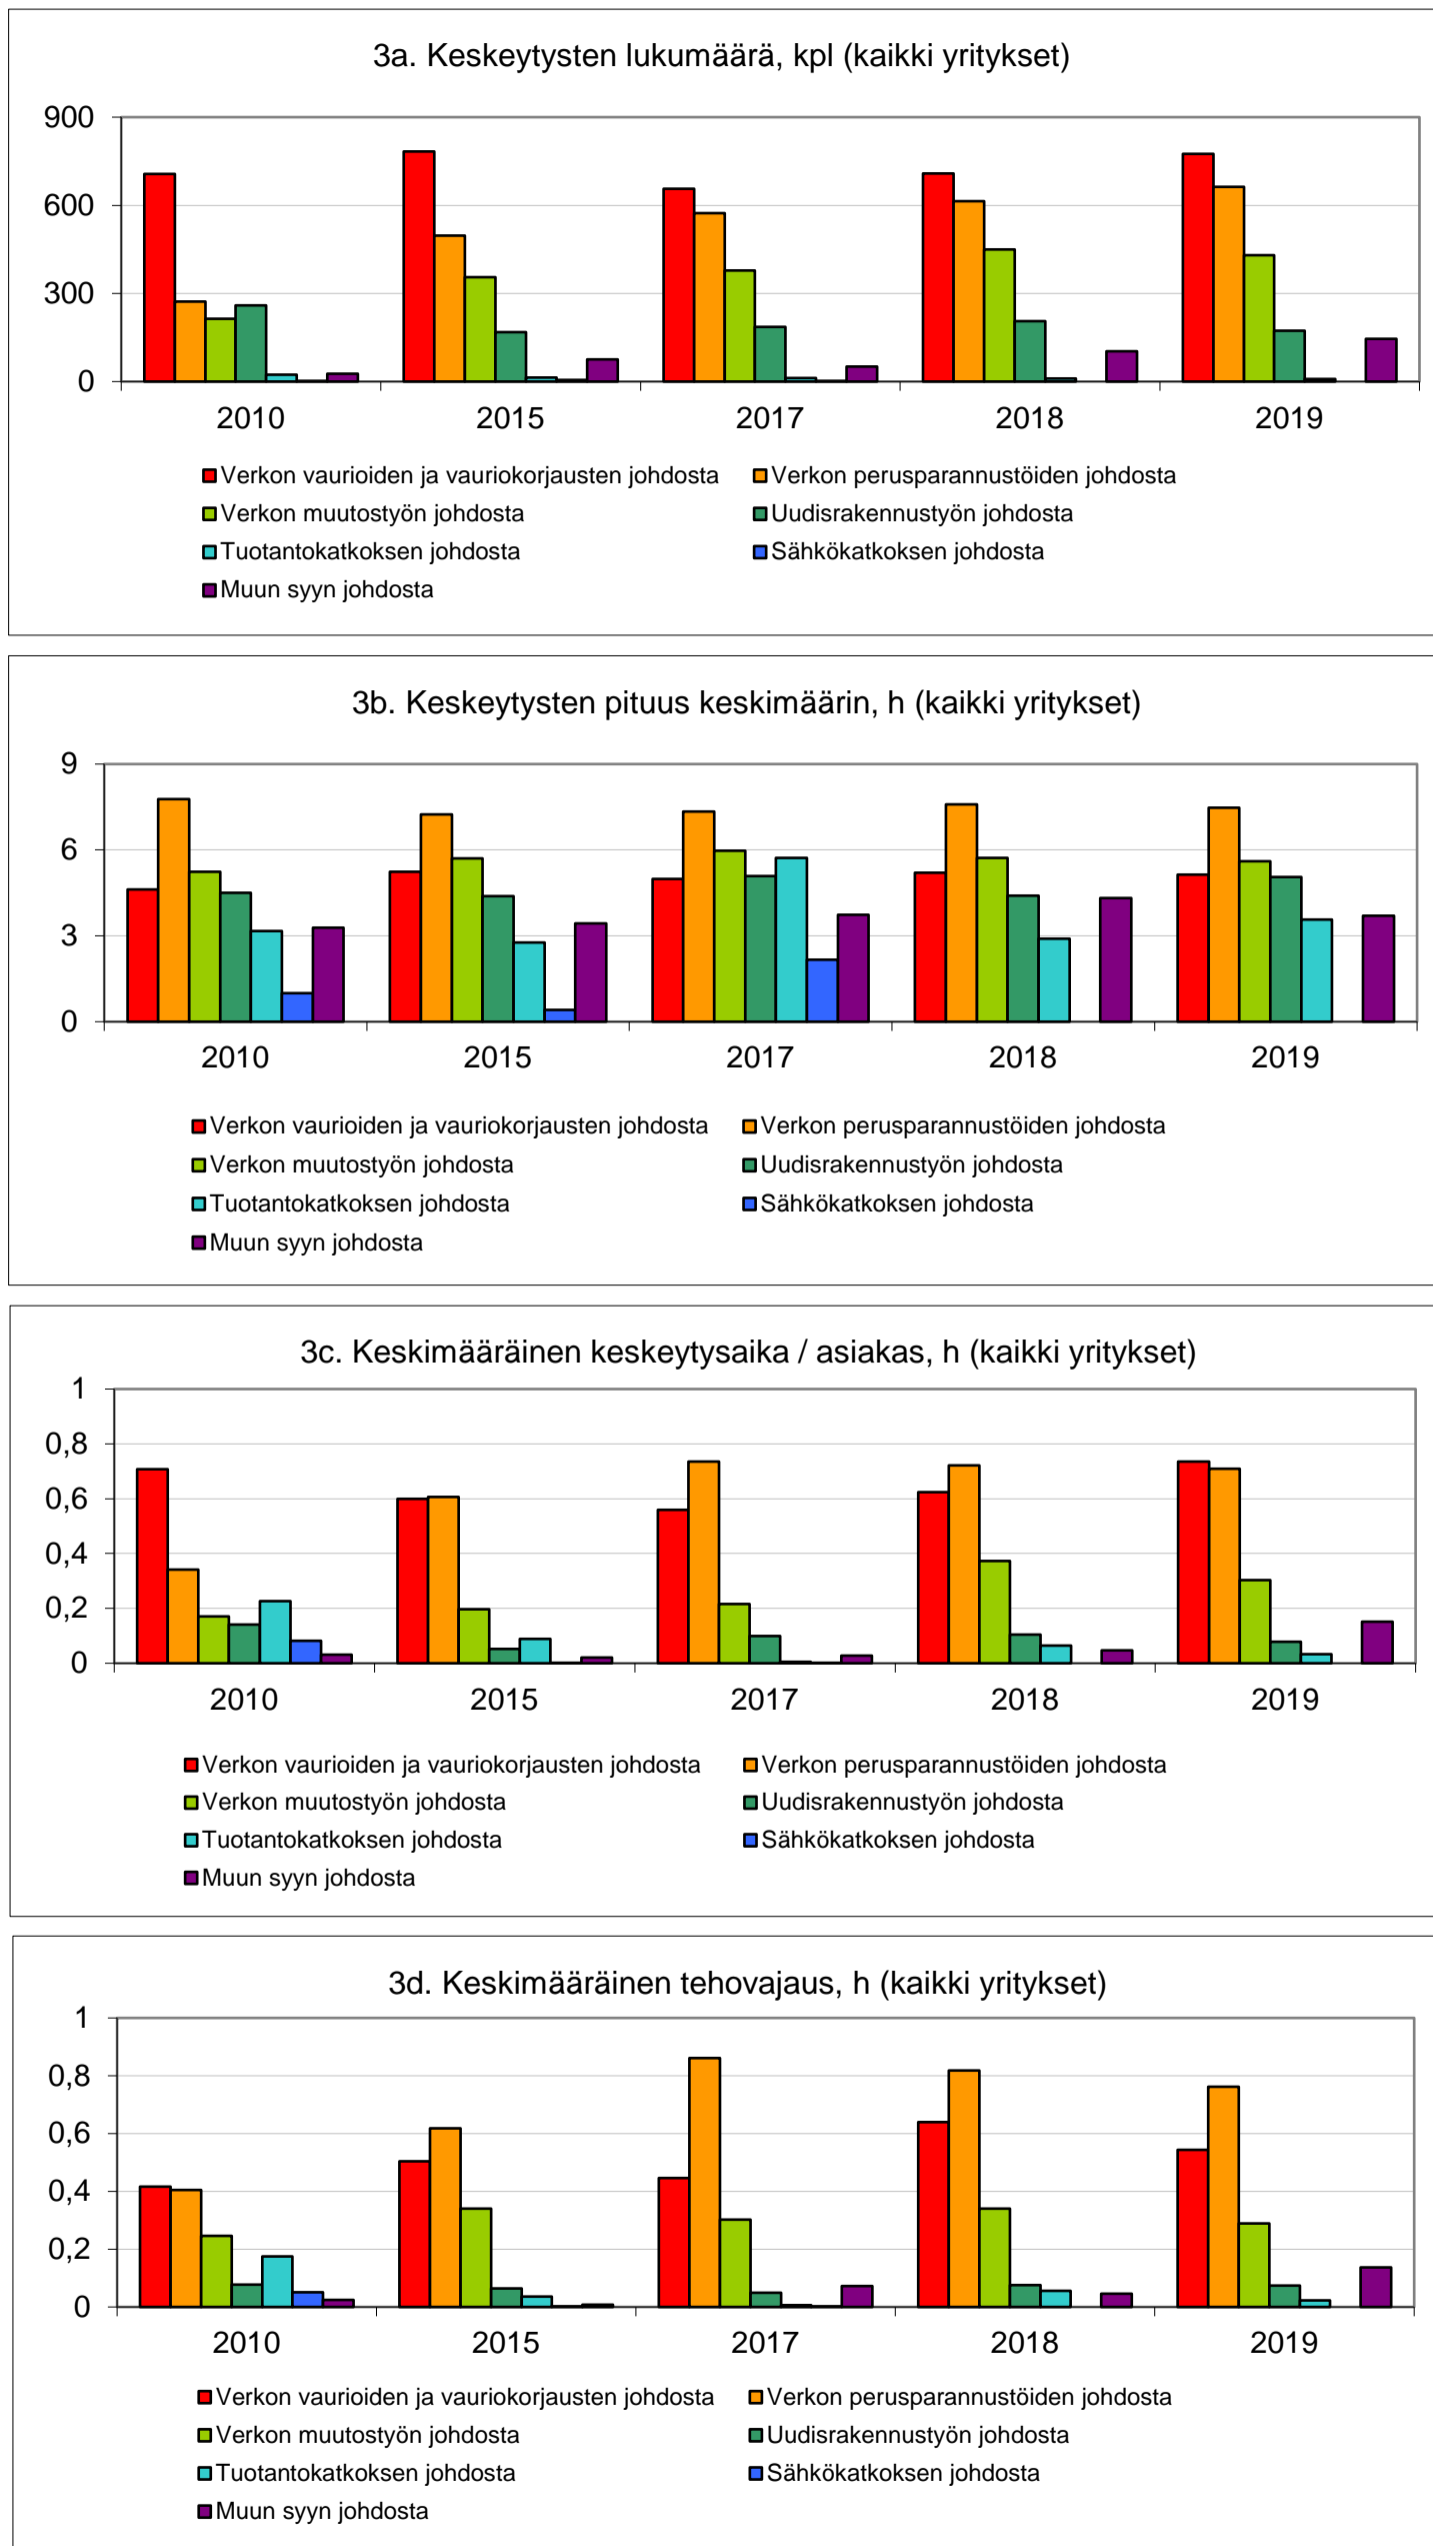 3a. Keskeytysten lukumäärä, kpl (kaikki yritykset)
900
600
300
0
2010 2015 2017 2018 2019
Verkon vaurioiden ja vauriokorjausten johdosta Verkon perusparannustöiden johdosta
Verkon muutostyön johdosta Uudisrakennustyön johdosta
Tuotantokatkoksen johdosta Sähkökatkoksen johdosta
Muun syyn johdosta
3b. Keskeytysten pituus keskimäärin, h (kaikki yritykset)
9
6
3
0
2010 2015 2017 2018 2019
Verkon vaurioiden ja vauriokorjausten johdosta Verkon perusparannustöiden johdosta
Verkon muutostyön johdosta Uudisrakennustyön johdosta
Tuotantokatkoksen johdosta Sähkökatkoksen johdosta
Muun syyn johdosta
3c. Keskimääräinen keskeytysaika / asiakas, h (kaikki yritykset)
1
0,8
0,6
0,4
0,2
0
2010 2015 2017 2018 2019
Verkon vaurioiden ja vauriokorjausten johdosta Verkon perusparannustöiden johdosta
Verkon muutostyön johdosta Uudisrakennustyön johdosta
Tuotantokatkoksen johdosta Sähkökatkoksen johdosta
Muun syyn johdosta
3d. Keskimääräinen tehovajaus, h (kaikki yritykset)
1
0,8
0,6
0,4
0,2
0
2010 2015 2017 2018 2019
Verkon vaurioiden ja vauriokorjausten johdosta Verkon perusparannustöiden johdosta
Verkon muutostyön johdosta Uudisrakennustyön johdosta
Tuotantokatkoksen johdosta Sähkökatkoksen johdosta
Muun syyn johdosta